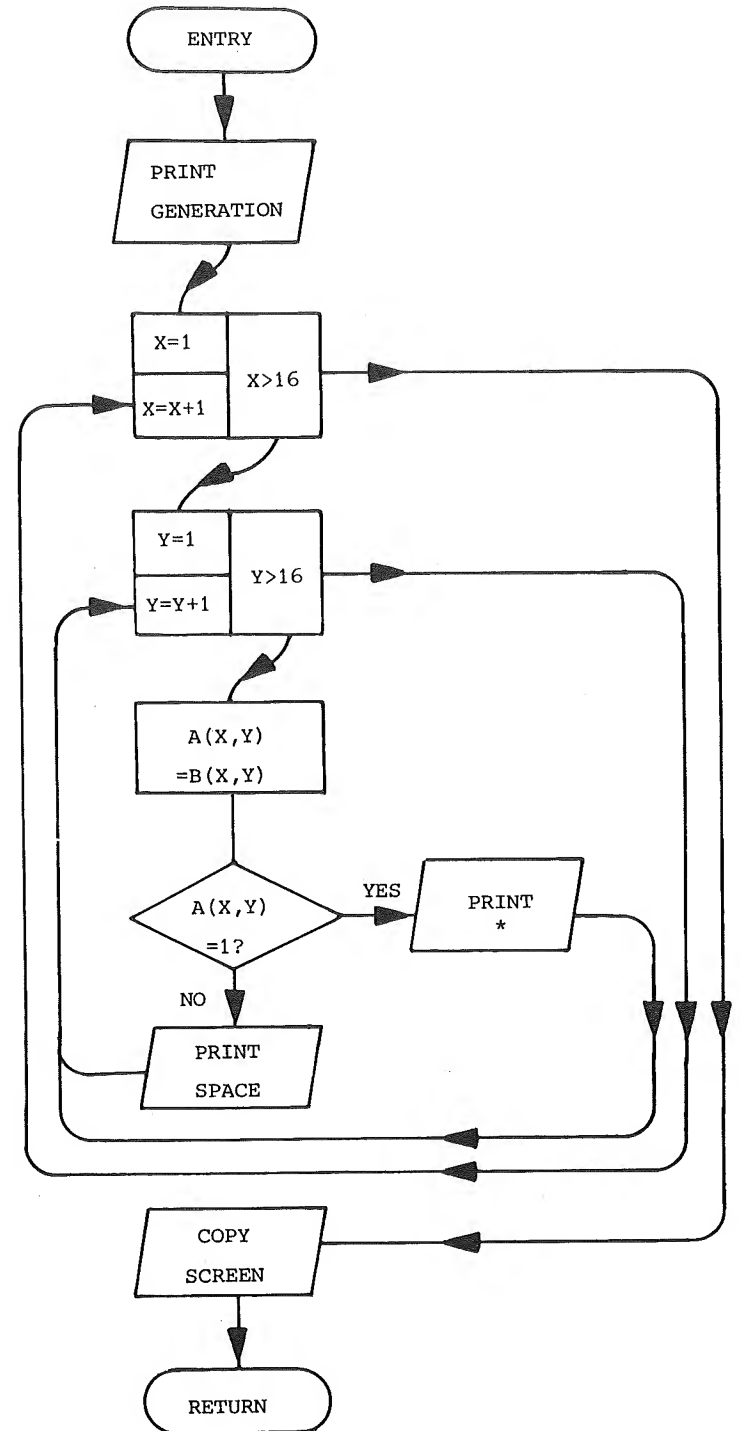 ENTRY
PRINT
GENERATION
X=1
X=X+1
X>16
Y=1
Y=Y+1
Y>16
A(X,Y)
=B(X,Y)
A(X,Y)
=1?
YES
PRINT
*
NO
PRINT
SPACE
COPY
SCREEN
RETURN